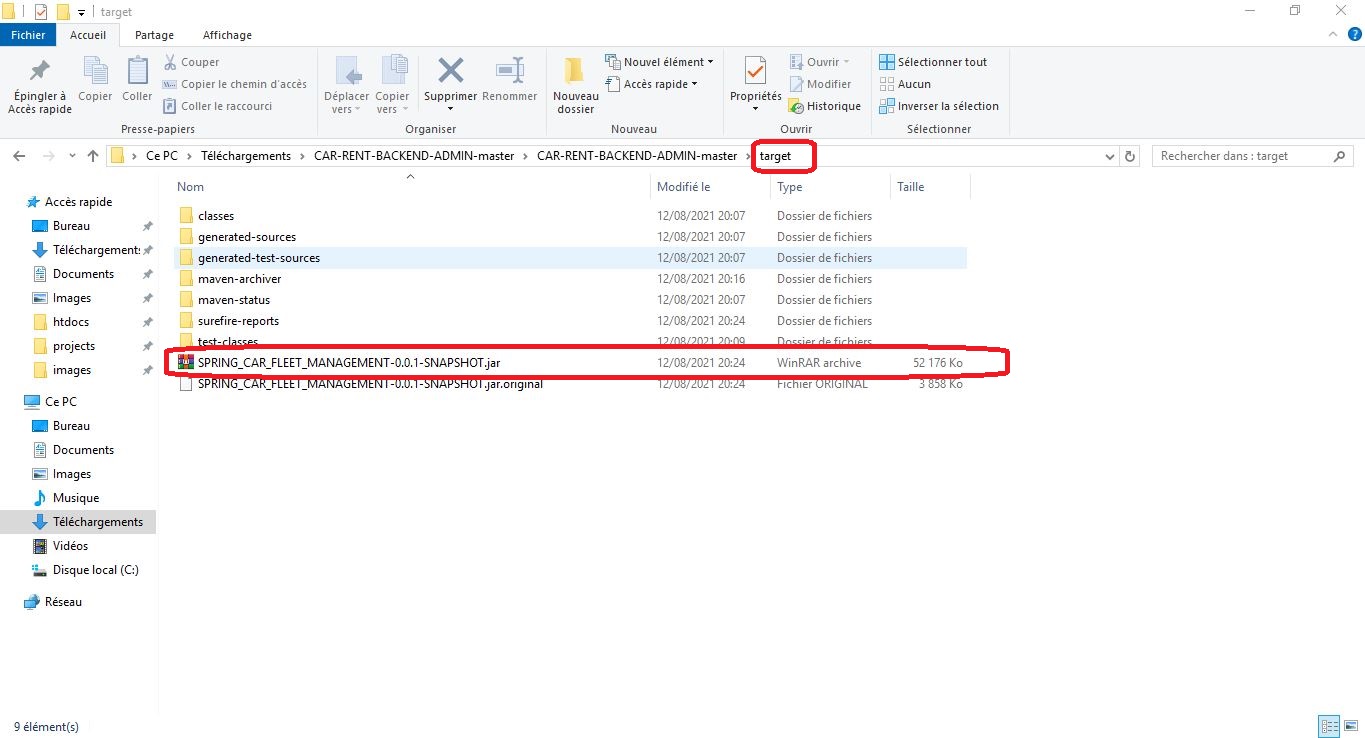 target
Fichier Accueil Partage Affichage
Épingler à Accès rapide
Copier
Coller
Couper
Copier le chemin d'accès
Coller le raccourci
Presse-papiers
Déplacer vers
Copier vers
Supprimer
Renommer
Organiser
Nouveau dossier
Nouvel élément
Accès rapide
Nouveau
Propriétés
Ouvrir
Modifier
Historique
Ouvrir
Sélectionner tout
Aucun
Inverser la sélection
Sélectionner
Ce PC > Téléchargements > CAR-RENT-BACKEND-ADMIN-master > CAR-RENT-BACKEND-ADMIN-master > target
Rechercher dans : target
Accès rapide
Bureau
Téléchargements
Documents
Images
htdocs
projects
images
Ce PC
Bureau
Documents
Images
Musique
Téléchargements
Vidéos
Disque local (C:)
Réseau
Nom Modifié le Type Taille
classes 12/08/2021 20:07 Dossier de fichiers
generated-sources 12/08/2021 20:07 Dossier de fichiers
generated-test-sources 12/08/2021 20:07 Dossier de fichiers
maven-archiver 12/08/2021 20:16 Dossier de fichiers
maven-status 12/08/2021 20:07 Dossier de fichiers
surefire-reports 12/08/2021 20:24 Dossier de fichiers
test-classes 12/08/2021 20:09 Dossier de fichiers
SPRING_CAR_FLEET_MANAGEMENT-0.0.1-SNAPSHOT.jar 12/08/2021 20:24 WinRAR archive 52 176 Ko
SPRING_CAR_FLEET_MANAGEMENT-0.0.1-SNAPSHOT.jar.original 12/08/2021 20:24 Fichier ORIGINAL 3 858 Ko
9 élément(s)